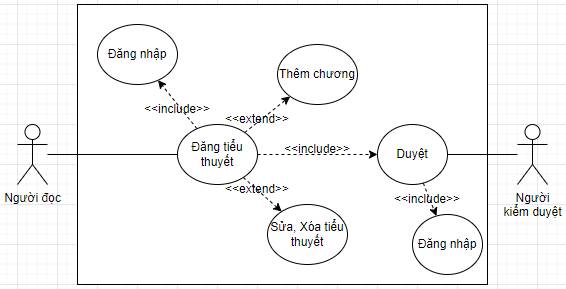 Đăng nhập
Thêm chương
<<include>>
<<extend>>
Đăng tiểu
thuyết
<<include>>
Duyệt
<<extend>>
<<include>>
Người đọc
Người
kiểm duyệt
Sửa, Xóa tiểu
thuyết
Đăng nhập